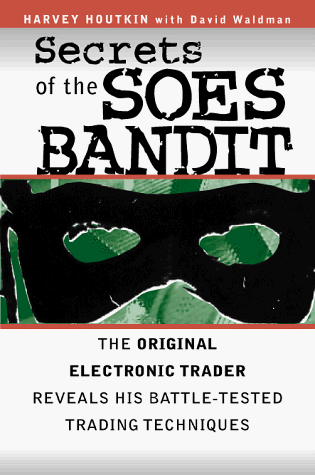 HARVEY HOUTKIN with David Waldman
Secrets
of the SOES
BANDIT
THE ORIGINAL
ELECTRONIC TRADER
REVEALS HIS BATTLE-TESTED
TRADING TECHNIQUES